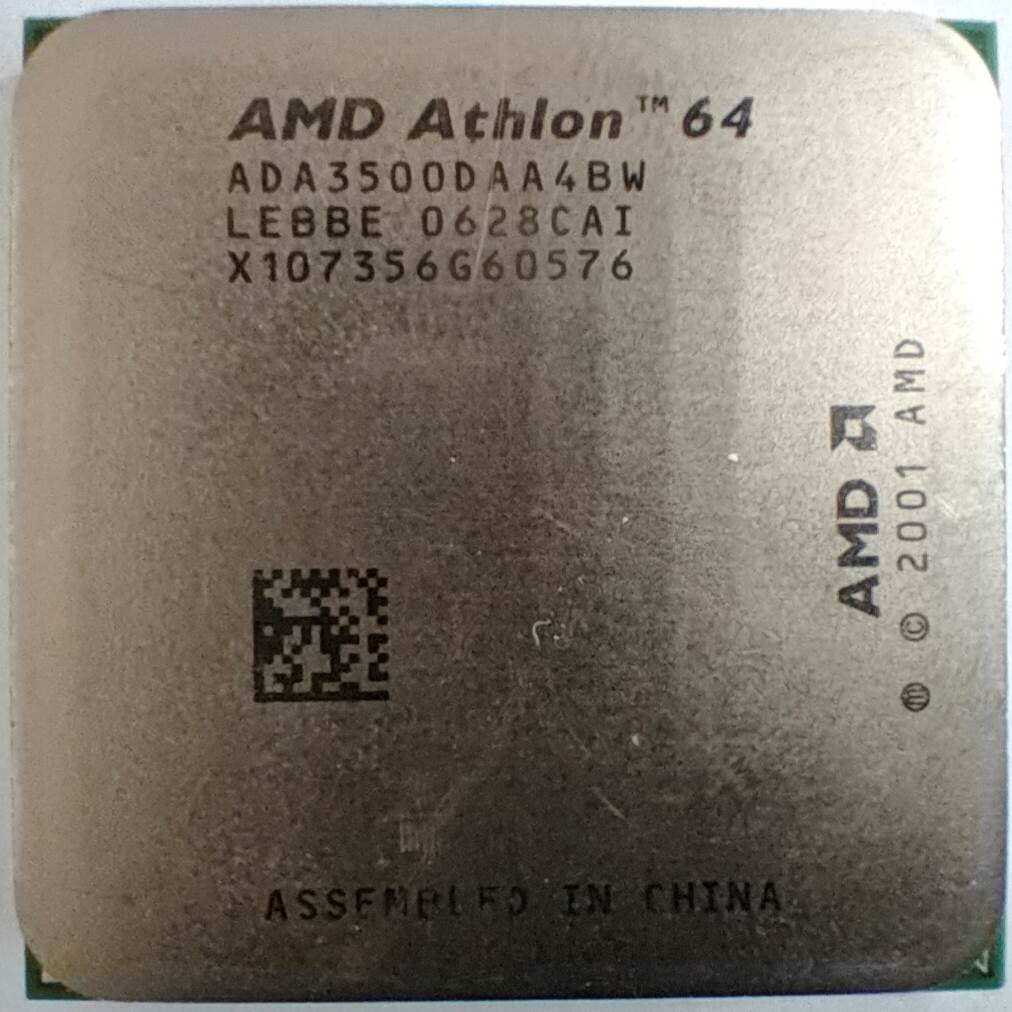 AMD Athlon™ 64
ADA3500DAA4BW
LEBBE 0628CAI
X107356G60576
AMD
Ⓜ © 2001 AMD
ASSEMBLED IN CHINA